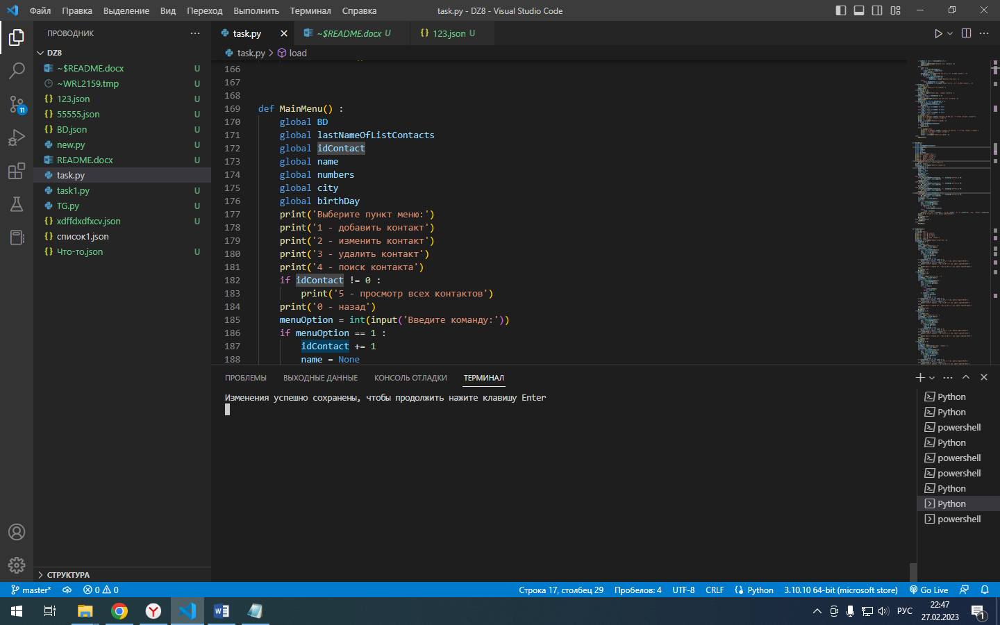 Файл Правка Выделение Вид Переход Выполнить Терминал Справка task.py - DZ8 - Visual Studio Code
ПРОВОДНИК
DZ8
~$README.docx U
~WRL2159.tmp U
{} 123.json U
{} 55555.json U
{} BD.json U
new.py U
README.docx U
task.py
task1.py U
TG.py U
{} xdffdxdfxcv.json U
{} список1.json
{} Что-то.json U
СТРУКТУРА
11
task.py ~$README.docx U {} 123.json U
task.py > load
166
167
168
169 def MainMenu() :
170 global BD
171 global lastNameOfListContacts
172 global idContact
173 global name
174 global numbers
175 global city
176 global birthDay
177 print('Выберите пункт меню:')
178 print('1 - добавить контакт')
179 print('2 - изменить контакт')
180 print('3 - удалить контакт')
181 print('4 - поиск контакта')
182 if idContact != 0 :
183 print('5 - просмотр всех контактов')
184 print('0 - назад')
185 menuOption = int(input('Введите команду:'))
186 if menuOption == 1 :
187 idContact += 1
188 name = None
ПРОБЛЕМЫ ВЫХОДНЫЕ ДАННЫЕ КОНСОЛЬ ОТЛАДКИ ТЕРМИНАЛ
Изменения успешно сохранены, чтобы продолжить нажите клавишу Enter
Python
Python
powershell
Python
powershell
powershell
Python
Python
powershell
master* 0 0 Строка 17, столбец 29 Пробелов: 4 UTF-8 CRLF Python 3.10.10 64-bit (microsoft store) Go Live
РУС 22:47
27.02.2023
1